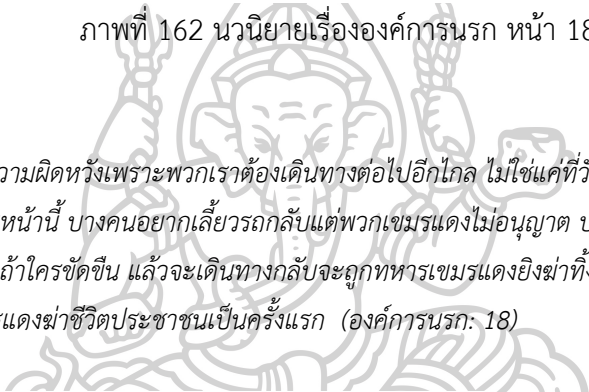 ภาพที่ 162 นวนิยายเรื่ององค์การนรก หน้า 18
ความผิดหวังเพราะพวกเราต้องเดินทางต่อไปอีกไกล ไม่ใช่แค่ที่วั
หน้านี้ บางคนอยากเลี้ยวรถกลับแต่พวกเขมรแดงไม่อนุญาต บ
ถ้าใครขัดขืน แล้วจะเดินทางกลับจะถูกทหารเขมรแดงยิงฆ่าทิ้ง
แดงฆ่าชีวิตประชาชนเป็นครั้งแรก (องค์การนรก: 18)